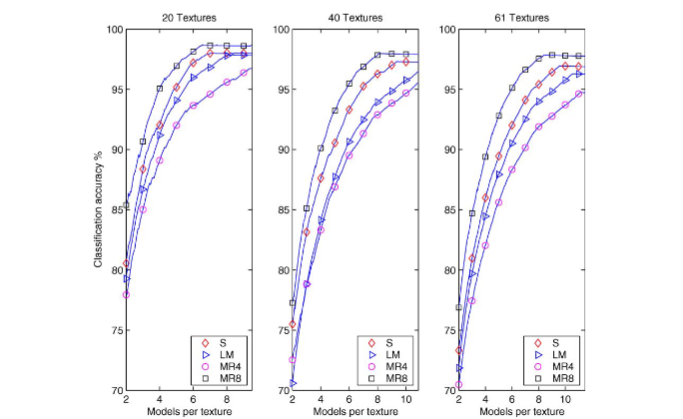 20 Textures
40 Textures
61 Textures
Classification accuracy %
100
95
90
85
80
75
70
2 4 6 8
Models per texture
S
LM
MR4
MR8
100
95
90
85
80
75
70
2 4 6 8 10
Models per texture
S
LM
MR4
MR8
100
95
90
85
80
75
70
2 4 6 8 10
Models per texture
S
LM
MR4
MR8